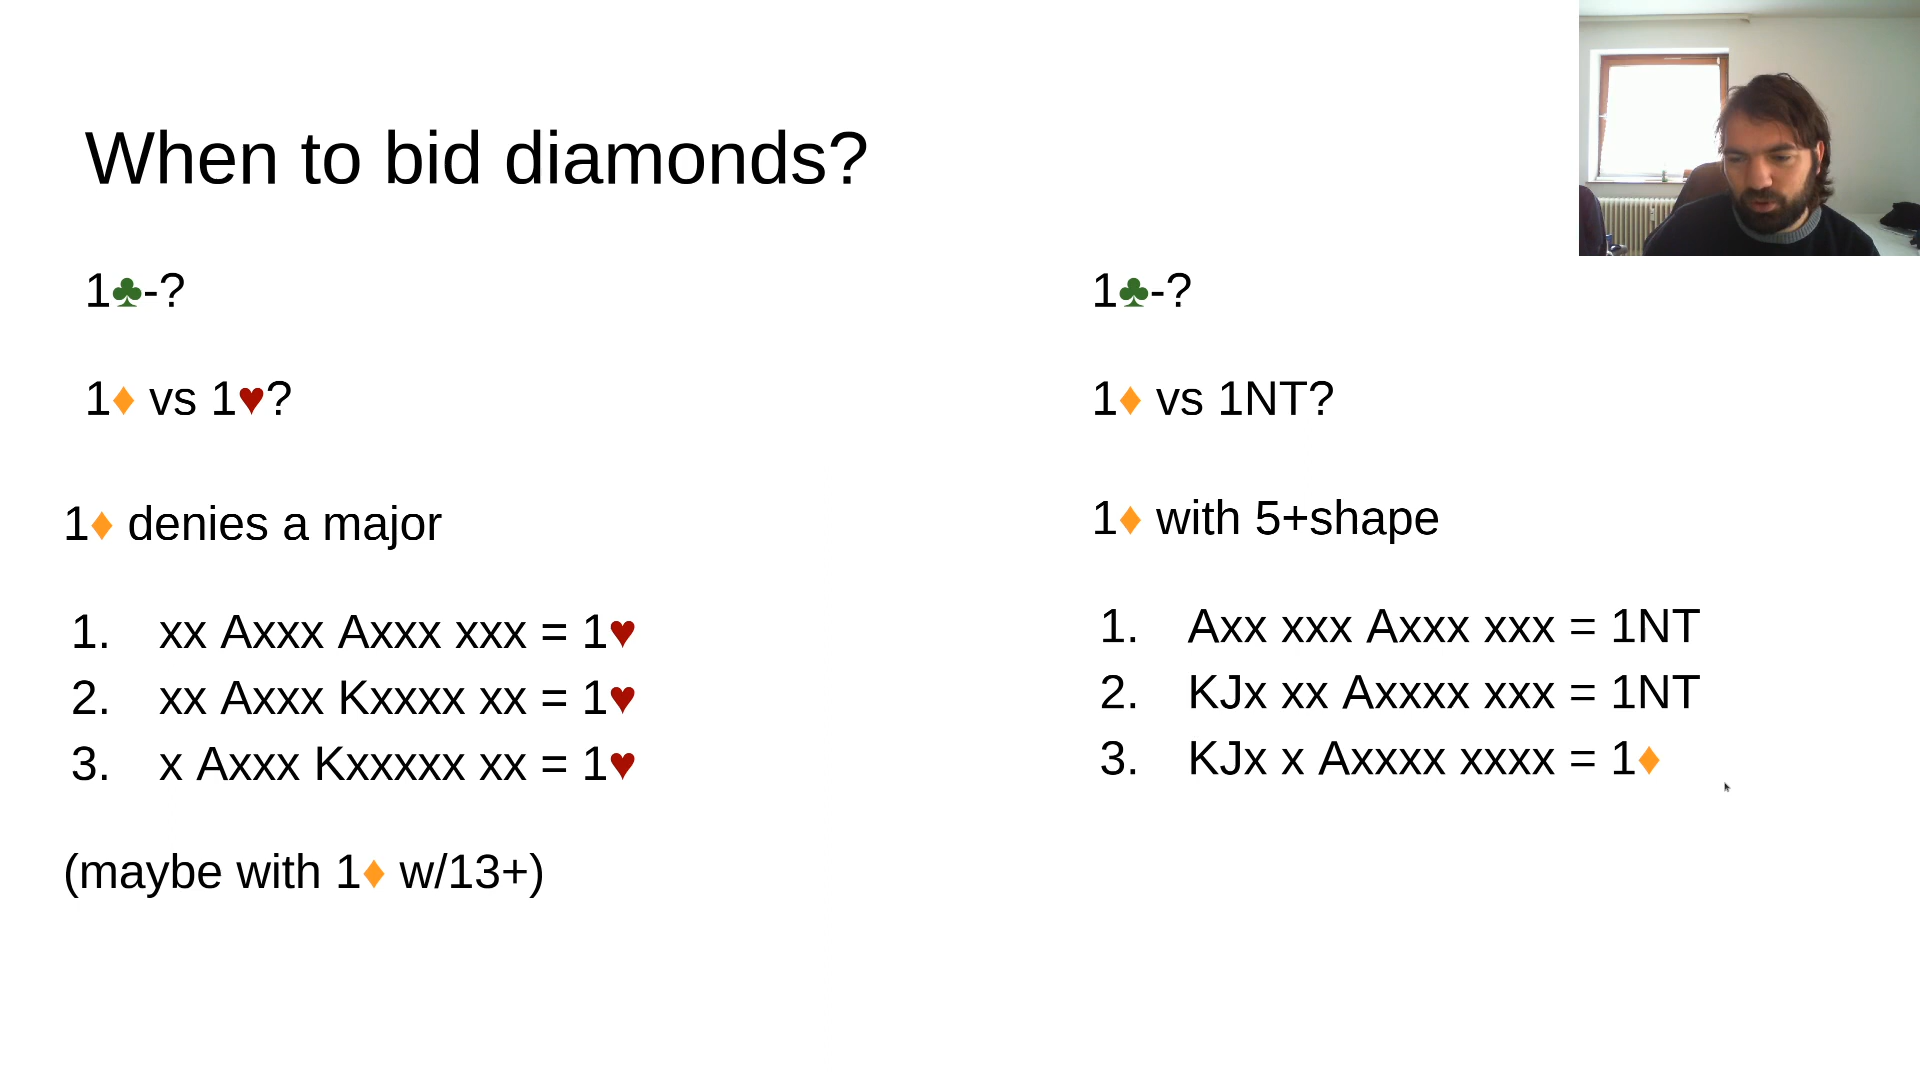 When to bid diamonds?
1♣-?
1♦ vs 1♥?
1♦ denies a major
1. xx Axxx Axxx xxx = 1♥
2. xx Axxx Kxxxx xx = 1♥
3. x Axxx Kxxxxx xx = 1♥
(maybe with 1♦ w/13+)
1♣-?
1♦ vs 1NT?
1♦ with 5+shape
1. Axx xxx Axxx xxx = 1NT
2. KJx xx Axxxx xxx = 1NT
3. KJx x Axxxx xxxx = 1♦